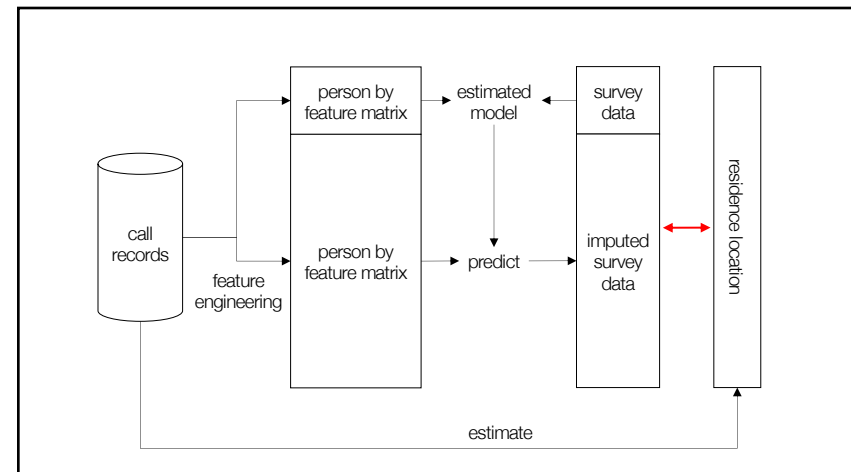 person by
feature matrix
estimated
model
survey
data
residence location
call
records
feature
engineering
person by
feature matrix
predict
imputed
survey
data
estimate